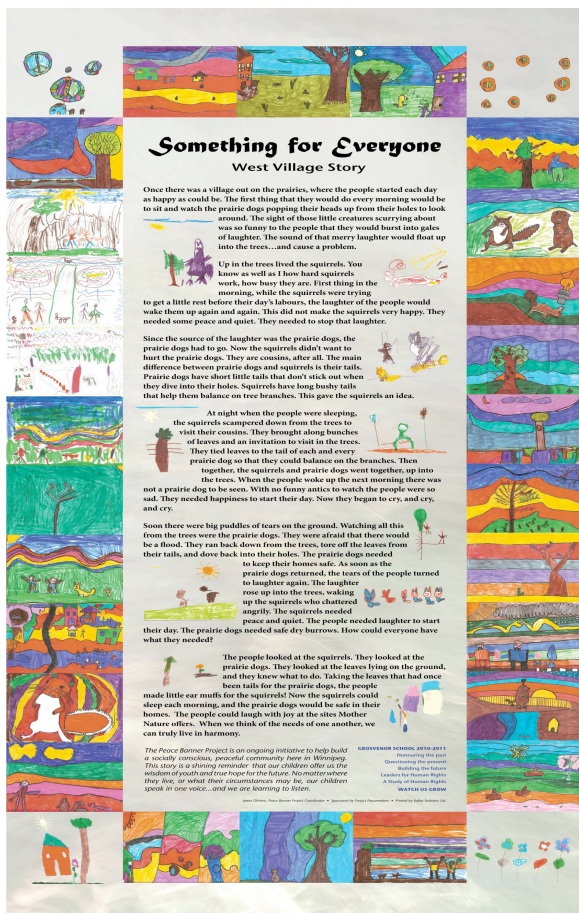 Something for Everyone
West Village Story
Once there was a village out on the prairies, where the people started each day
as happy as could be. The first thing that they would do every morning would be
to sit and watch the prairie dogs popping their heads up from their holes to look
around. The sight of those little creatures scurrying about
was so funny to the people that they would burst into gales
of laughter. The sound of that merry laughter would float up
into the trees...and cause a problem.
Up in the trees lived the squirrels. You
know as well as I how hard squirrels
work, how busy they are. First thing in the
morning, while the squirrels were trying
to get a little rest before their day's labours, the laughter of the people would
wake them up again and again. This did not make the squirrels very happy. They
needed some peace and quiet. They needed to stop that laughter.
Since the source of the laughter was the prairie dogs, the
prairie dogs had to go. Now the squirrels didn't want to
hurt the prairie dogs. They are cousins, after all. The main
difference between prairie dogs and squirrels is their tails.
Prairie dogs have short little tails that don't stick out when
they dive into their holes. Squirrels have long bushy tails
that help them balance on tree branches. This gave the squirrels an idea.
At night when the people were sleeping,
the squirrels scampered down from the trees to
visit their cousins. They brought along bunches
of leaves and an invitation to visit in the trees.
They tied leaves to the tail of each and every
prairie dog so that they could balance on the branches. Then
together, the squirrels and prairie dogs went together, up into
the trees. When the people woke up the next morning there was
not a prairie dog to be seen. With no funny antics to watch the people were so
sad. They needed happiness to start their day. Now they began to cry, and cry,
and cry.
Soon there were big puddles of tears on the ground. Watching all this
from the trees were the prairie dogs. They were afraid that there would
be a flood. They ran back down from the trees, tore off the leaves from
their tails, and dove back into their holes. The prairie dogs needed
to keep their homes safe. As soon as the
prairie dogs returned, the tears of the people turned
to laughter again. The laughter
rose up into the trees, waking
up the squirrels who chattered
angrily. The squirrels needed
peace and quiet. The people needed laughter to start
their day. The prairie dogs needed safe dry burrows. How could everyone have
what they needed?
The people looked at the squirrels. They looked at the
prairie dogs. They looked at the leaves lying on the ground,
and they knew what to do. Taking the leaves that had once
been tails for the prairie dogs, the people
made little ear muffs for the squirrels! Now the squirrels could
sleep each morning, and the prairie dogs would be safe in their
homes. The people could laugh with joy at the sites Mother
Nature offers. When we think of the needs of one another, we
can truly live in harmony.
The Peace Banner Project is an ongoing initiative to help build
a socially conscious, peaceful community here in Winnipeg.
This story is a shining reminder that our children offer us the
wisdom of youth and true hope for the future. No matter where
they live, or what their circumstances may be, our children
speak in one voice...and we are learning to listen.
GROSVENOR SCHOOL 2010-2011
Honouring the past
Questioning the present
Building the future
Leaders for Human Rights
A Study of Human Rights
WATCH US GROW
Peace Banner Project Coordinator • Sponsored by Project Peacemakers • Printed by